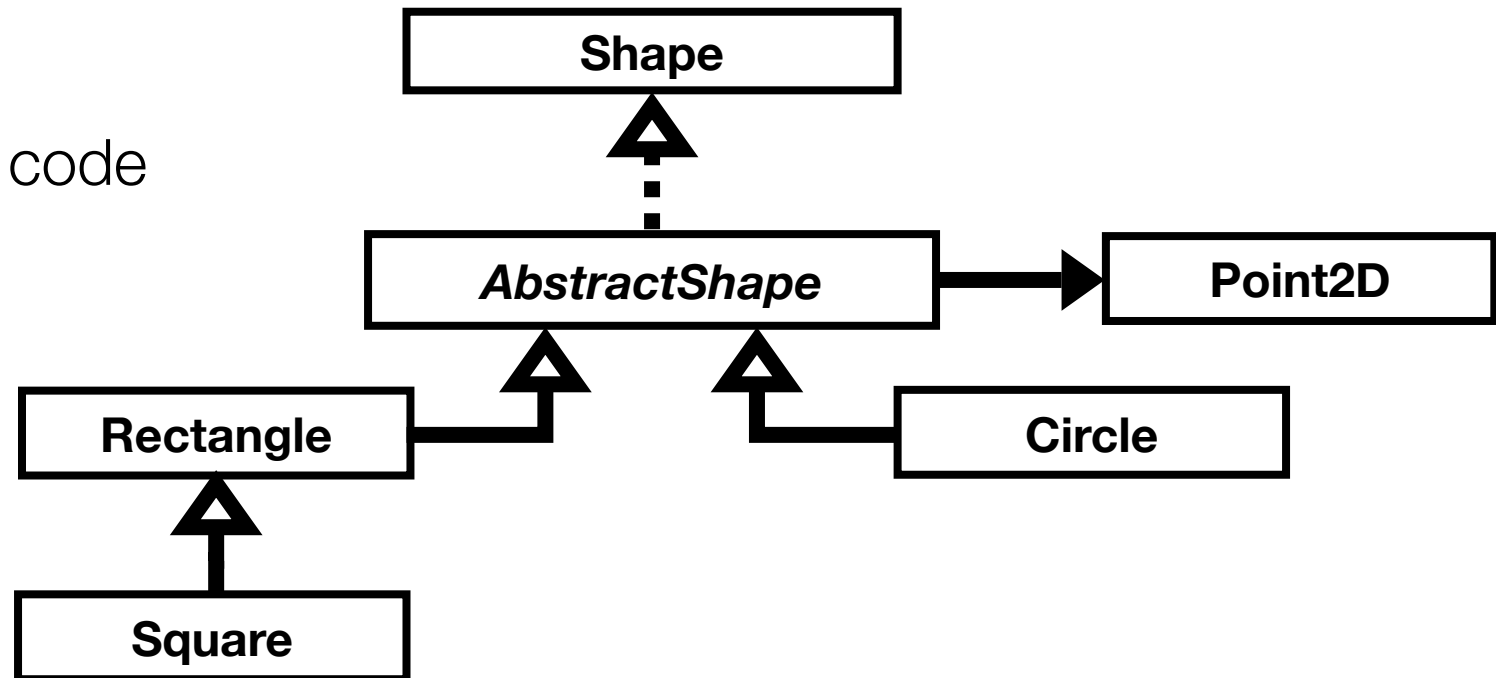 Shape
code
AbstractShape
Point2D
Rectangle
Circle
Square